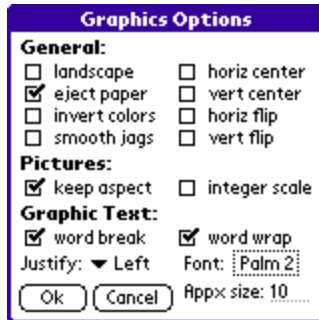 Graphics Options
General:
landscape horiz center
eject paper vert center
invert colors horiz flip
smooth jags vert flip
Pictures:
keep aspect integer scale
Graphic Text:
word break word wrap
Justify: Left Font: Palm 2
Ok Cancel Appx size: 10